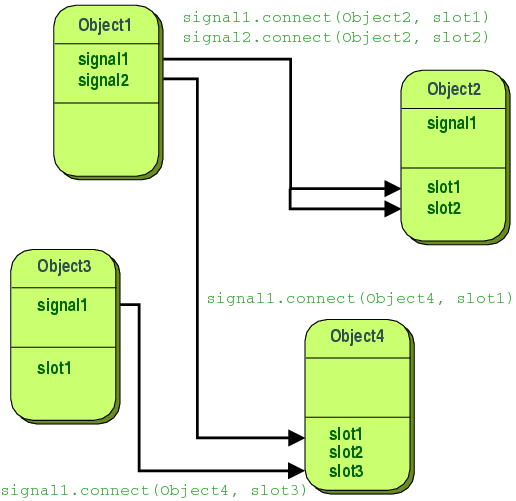 signal1.connect(Object2, slot1)
signal2.connect(Object2, slot2)
Object1
signal1
signal2
Object2
signal1
slot1
slot2
Object3
signal1
slot1
signal1.connect(Object4, slot1)
Object4
slot1
slot2
slot3
signal1.connect(Object4, slot3)